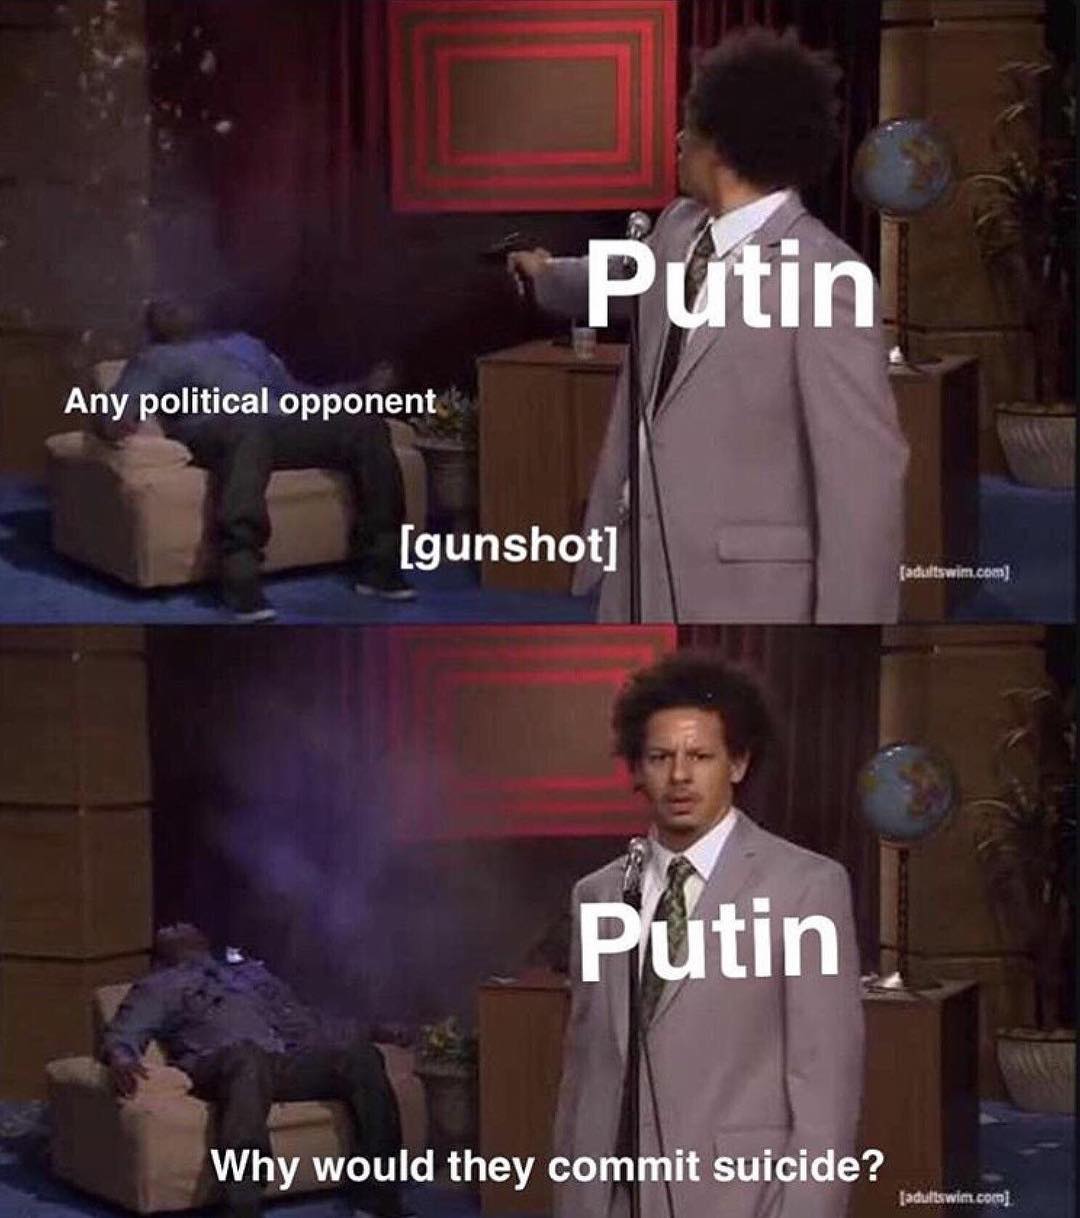 Putin
Any political opponent
[gunshot]
[adultswim.com]
Putin
Why would they commit suicide?
[adultswim.com]